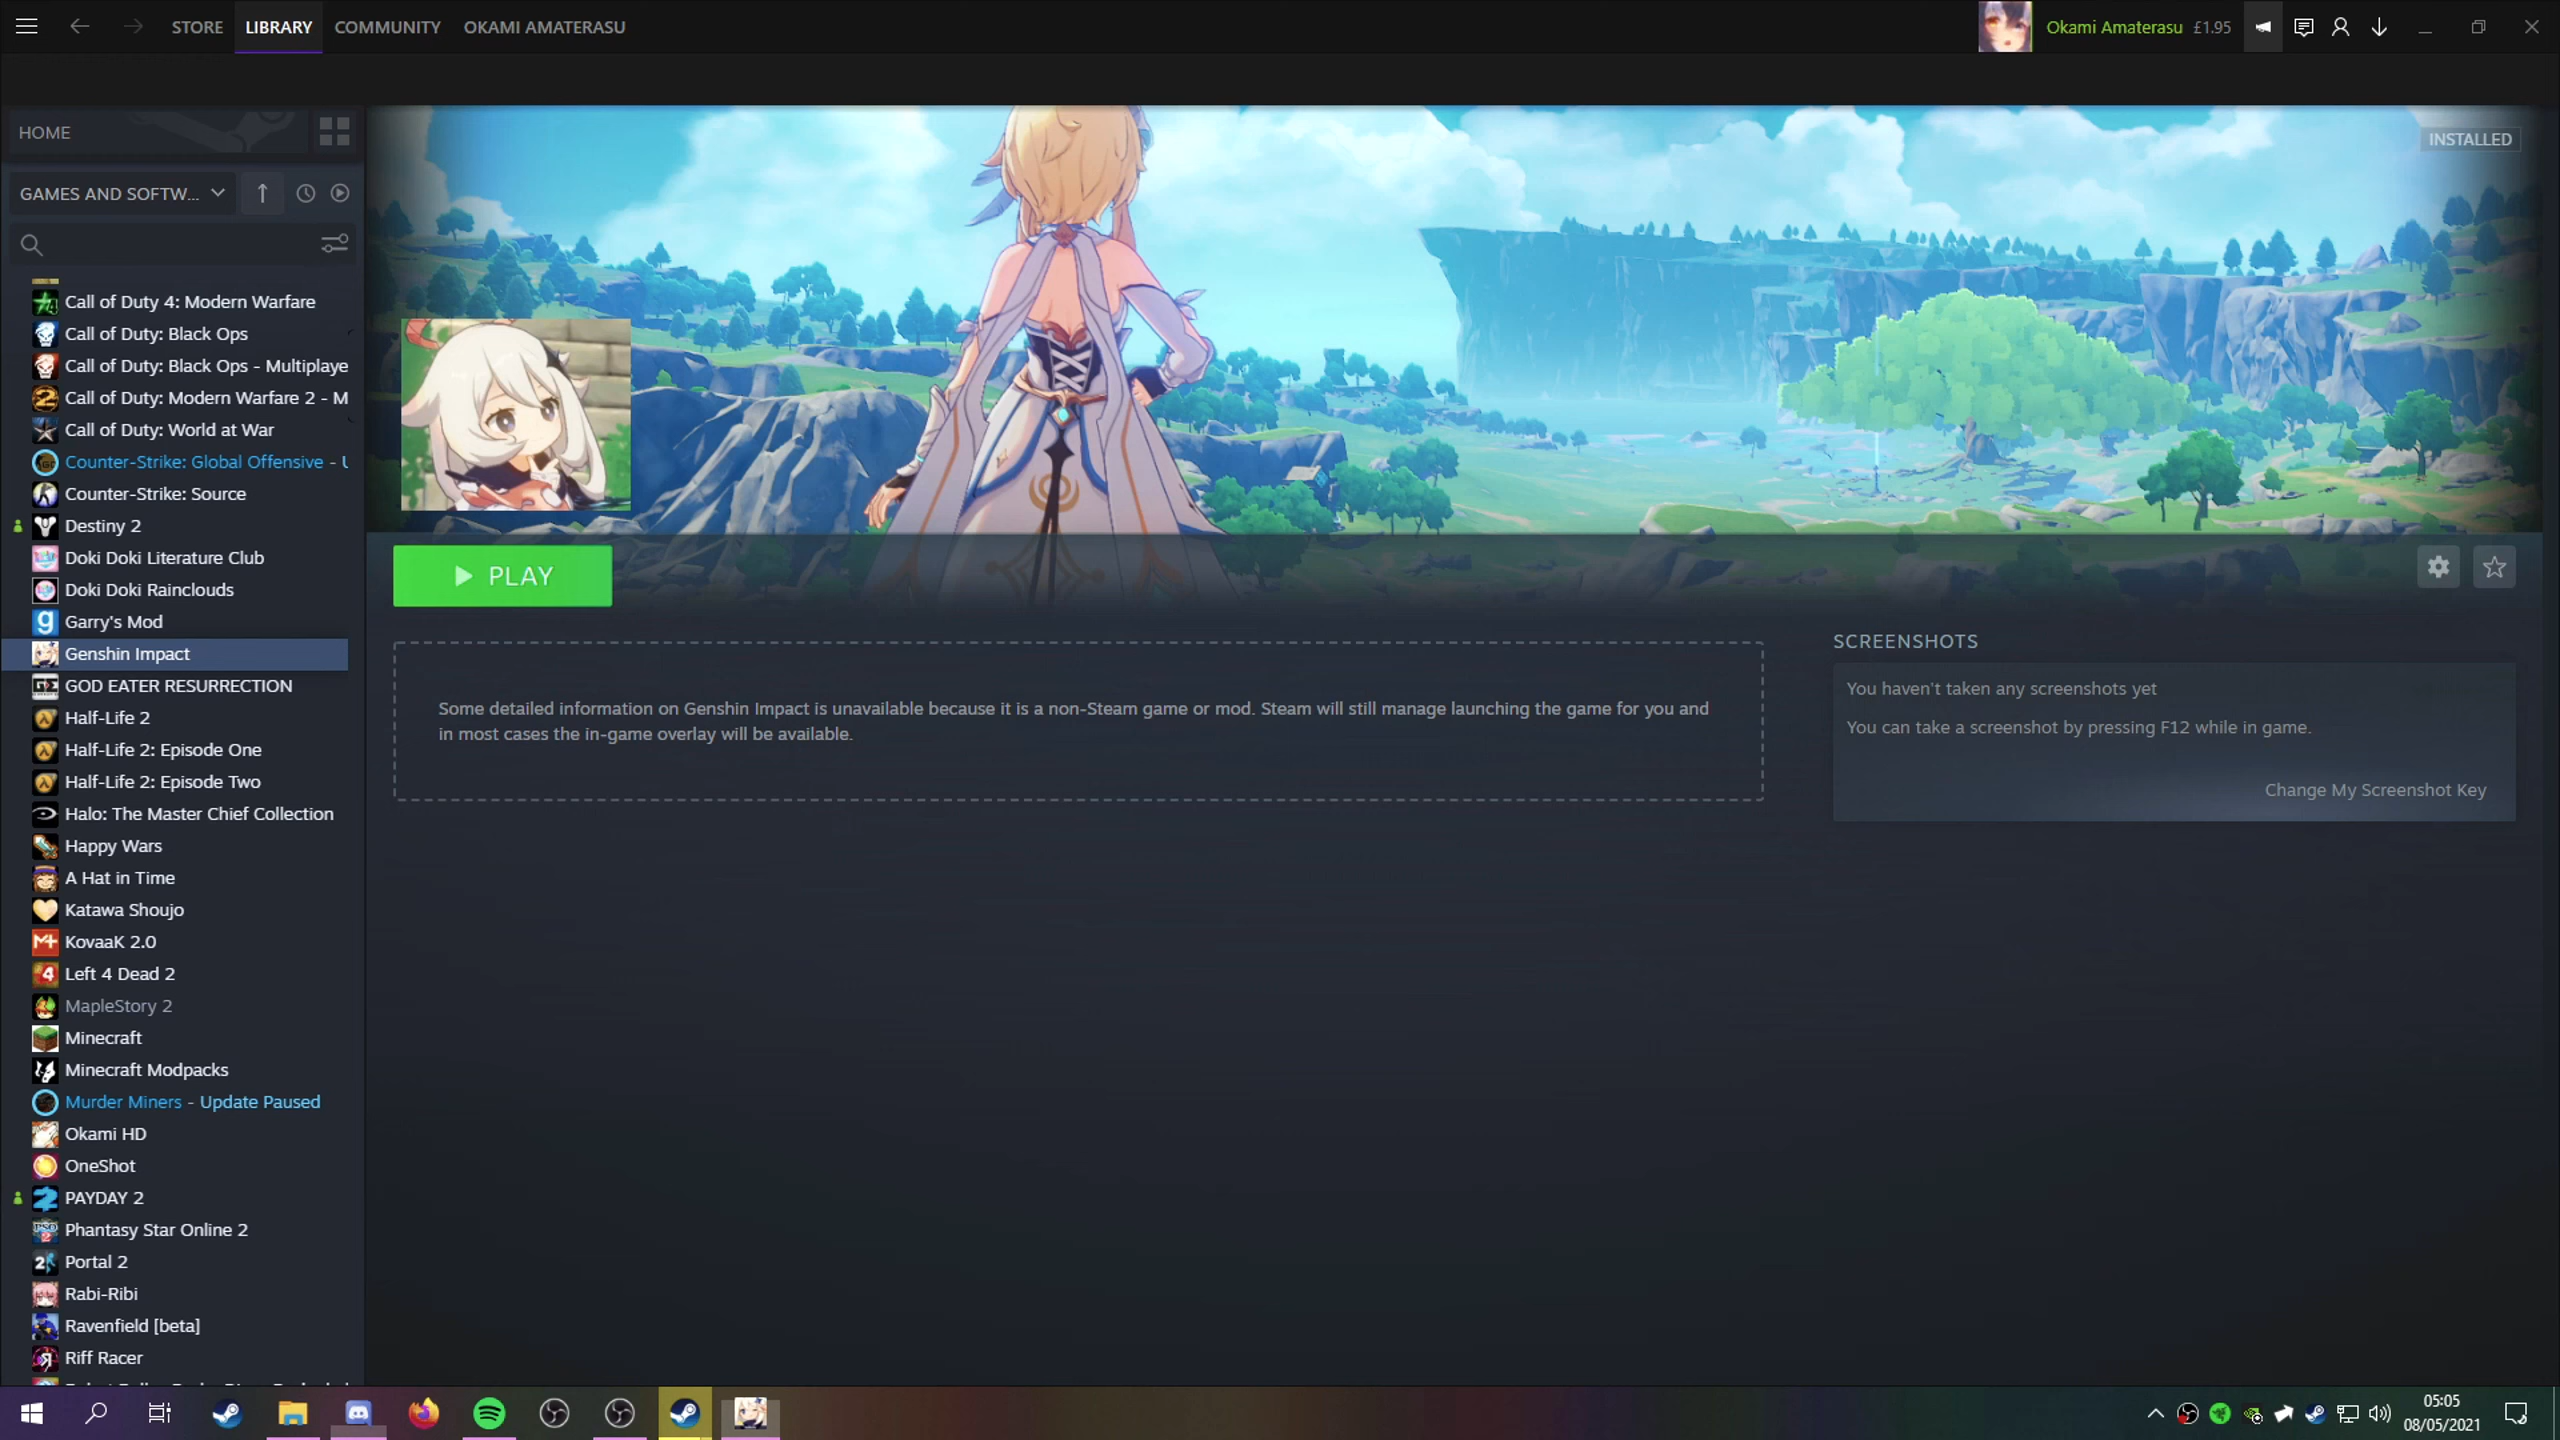 STORE LIBRARY COMMUNITY OKAMI AMATERASU
Okami Amaterasu £1.95
HOME
INSTALLED
GAMES AND SOFTW...
Call of Duty 4: Modern Warfare
Call of Duty: Black Ops
Call of Duty: Black Ops - Multiplaye
Call of Duty: Modern Warfare 2 - M
Call of Duty: World at War
Counter-Strike: Global Offensive - U
Counter-Strike: Source
Destiny 2
Doki Doki Literature Club
Doki Doki Rainclouds
Garry's Mod
Genshin Impact
GOD EATER RESURRECTION
Half-Life 2
Half-Life 2: Episode One
Half-Life 2: Episode Two
Halo: The Master Chief Collection
Happy Wars
A Hat in Time
Katawa Shoujo
KovaaK 2.0
Left 4 Dead 2
MapleStory 2
Minecraft
Minecraft Modpacks
Murder Miners - Update Paused
Okami HD
OneShot
PAYDAY 2
Phantasy Star Online 2
Portal 2
Rabi-Ribi
Ravenfield [beta]
Riff Racer
PLAY
Some detailed information on Genshin Impact is unavailable because it is a non-Steam game or mod. Steam will still manage launching the game for you and
in most cases the in-game overlay will be available.
SCREENSHOTS
You haven't taken any screenshots yet
You can take a screenshot by pressing F12 while in game.
Change My Screenshot Key
05:05
08/05/2021